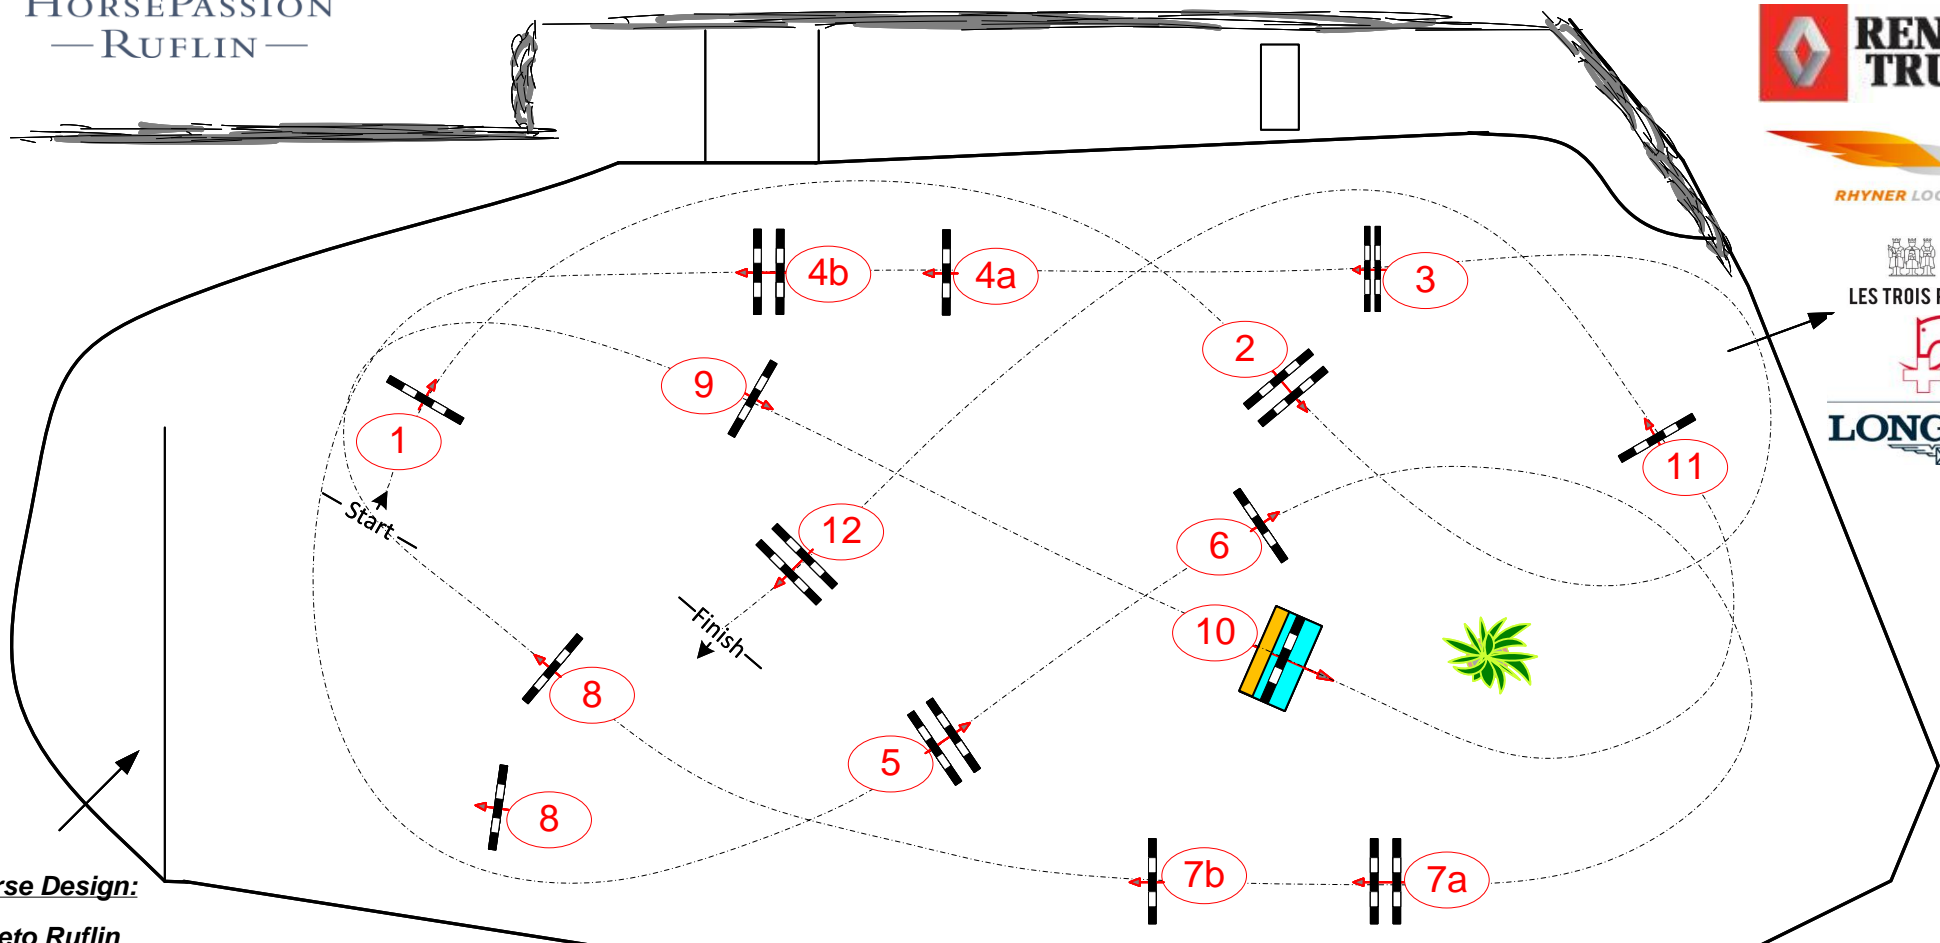 HORSEPASSION
— RUFLIN —
REN
TRU
RHYNER LOG
LES TROIS
LONG
4b
4a
3
2
9
1
11
Start
12
6
Finish
10
8
5
8
7b
7a
rse Design:
eto Ruflin